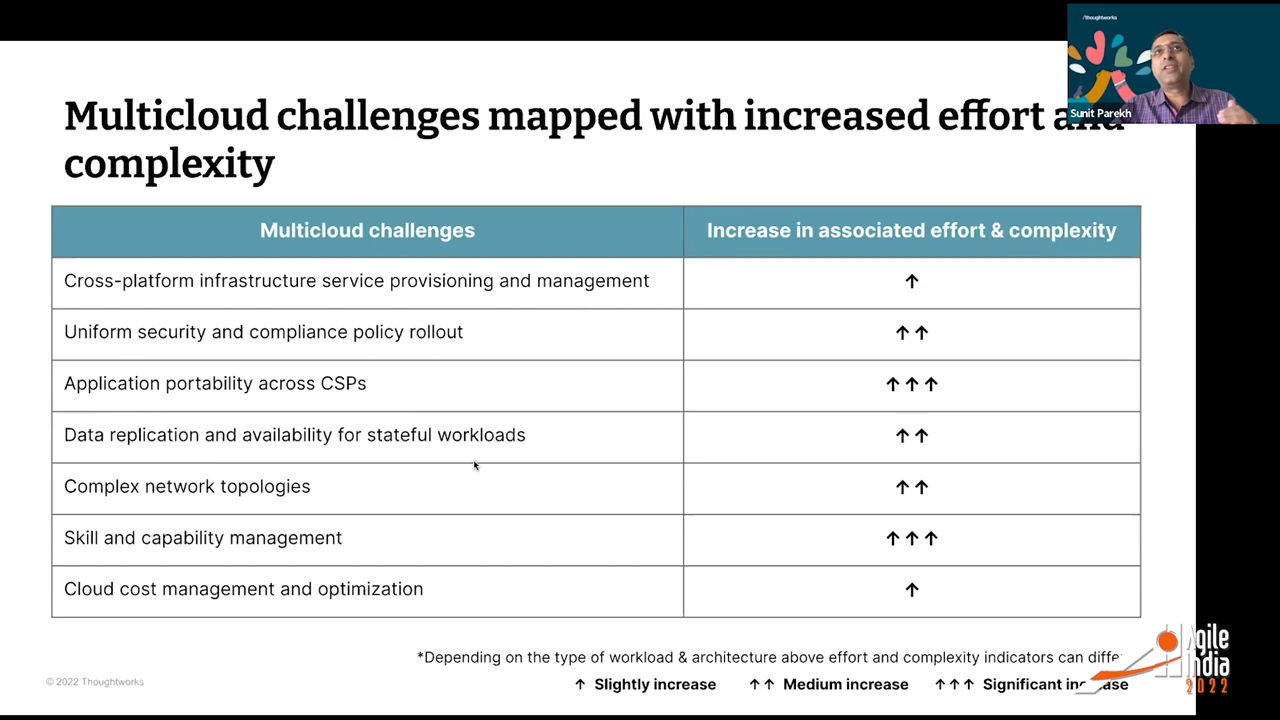 /thoughtworks
Sunit Parekh
Multicloud challenges mapped with increased effort and
complexity
Multicloud challenges
Increase in associated effort & complexity
Cross-platform infrastructure service provisioning and management
↑
Uniform security and compliance policy rollout
↑↑
Application portability across CSPs
↑↑↑
Data replication and availability for stateful workloads
↑↑
Complex network topologies
↑↑
Skill and capability management
↑↑↑
Cloud cost management and optimization
↑
*Depending on the type of workload & architecture above effort and complexity indicators can
© 2022 Thoughtworks
↑ Slightly increase ↑↑ Medium increase ↑↑↑ Significant increase
Agile
India
2022